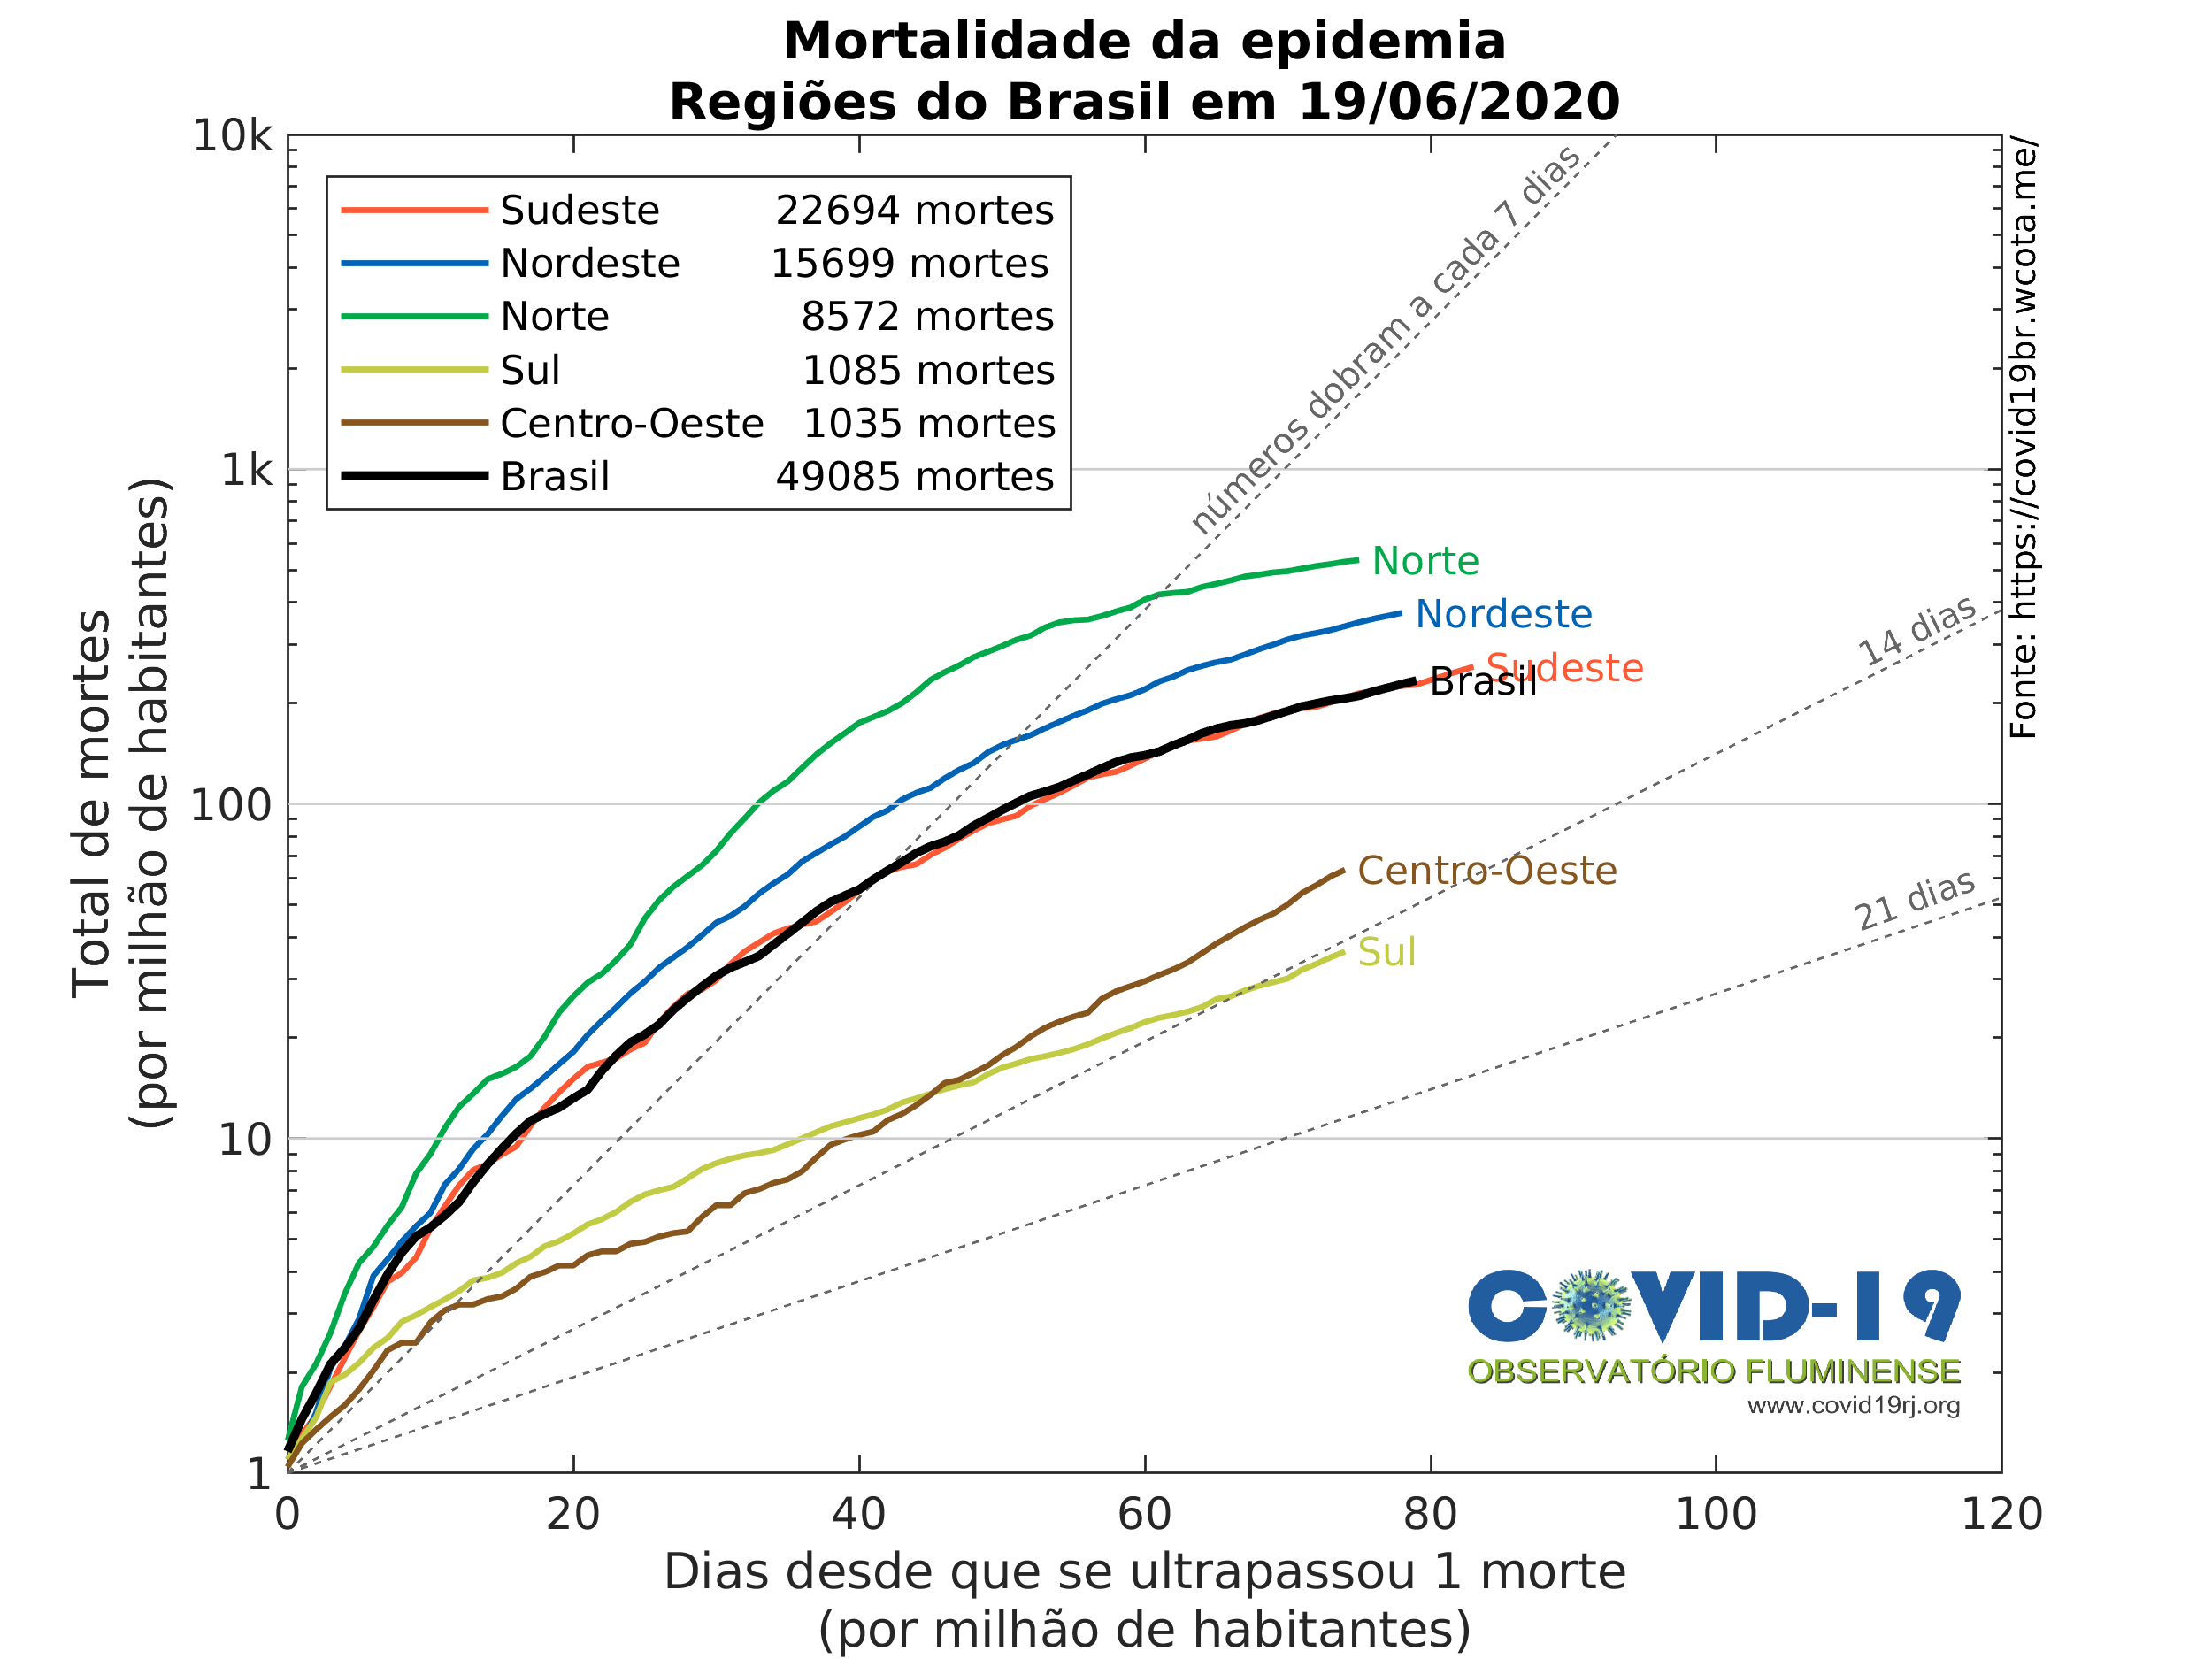 Mortalidade da epidemia
Regiões do Brasil em 19/06/2020
10k
1k
100
10
1
Total de mortes
(por milhão de habitantes)
Sudeste 22694 mortes
Nordeste 15699 mortes
Norte 8572 mortes
Sul 1085 mortes
Centro-Oeste 1035 mortes
Brasil 49085 mortes
números dobram a cada 7 dias
14 dias
21 dias
Norte
Nordeste
Sudeste
Brasil
Centro-Oeste
Sul
Fonte: https://covid19br.wcota.me/
COVID-19
OBSERVATÓRIO FLUMINENSE
www.covid19rj.org
0 20 40 60 80 100 120
Dias desde que se ultrapassou 1 morte
(por milhão de habitantes)